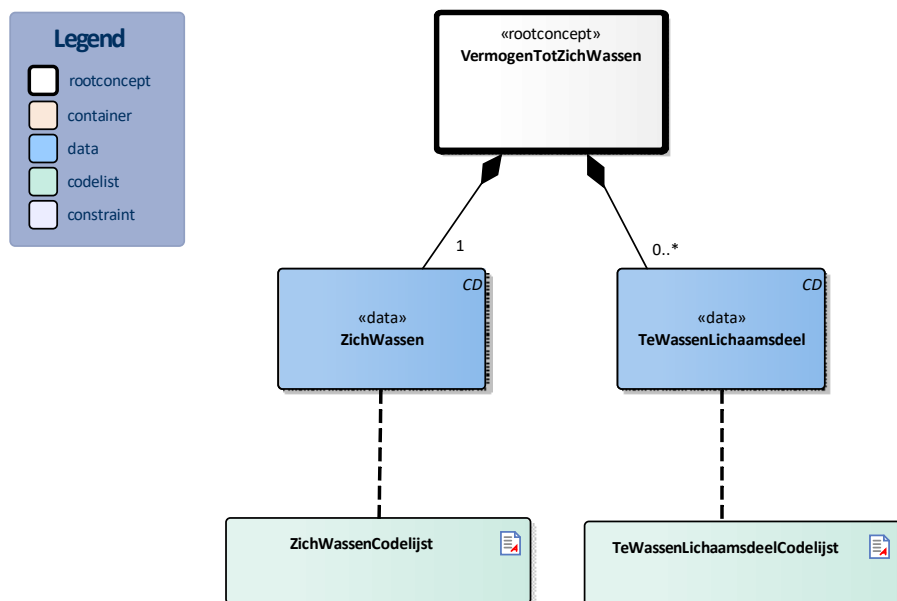 Legend
rootconcept
container
data
codelist
constraint
«rootconcept»
VermogenTotZichWassen
1
0..*
CD
«data»
ZichWassen
CD
«data»
TeWassenLichaamsdeel
ZichWassenCodelijst
TeWassenLichaamsdeelCodelijst